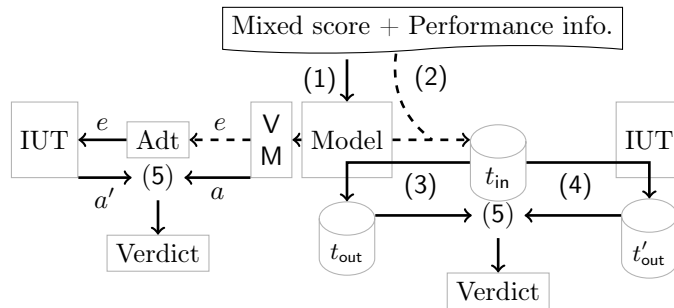 Mixed score + Performance info.
(1)
(2)
IUT
e
Adt
e
V
M
Model
t_in
IUT
a′
(5)
a
(3)
(4)
t_out
(5)
t′_out
Verdict
Verdict